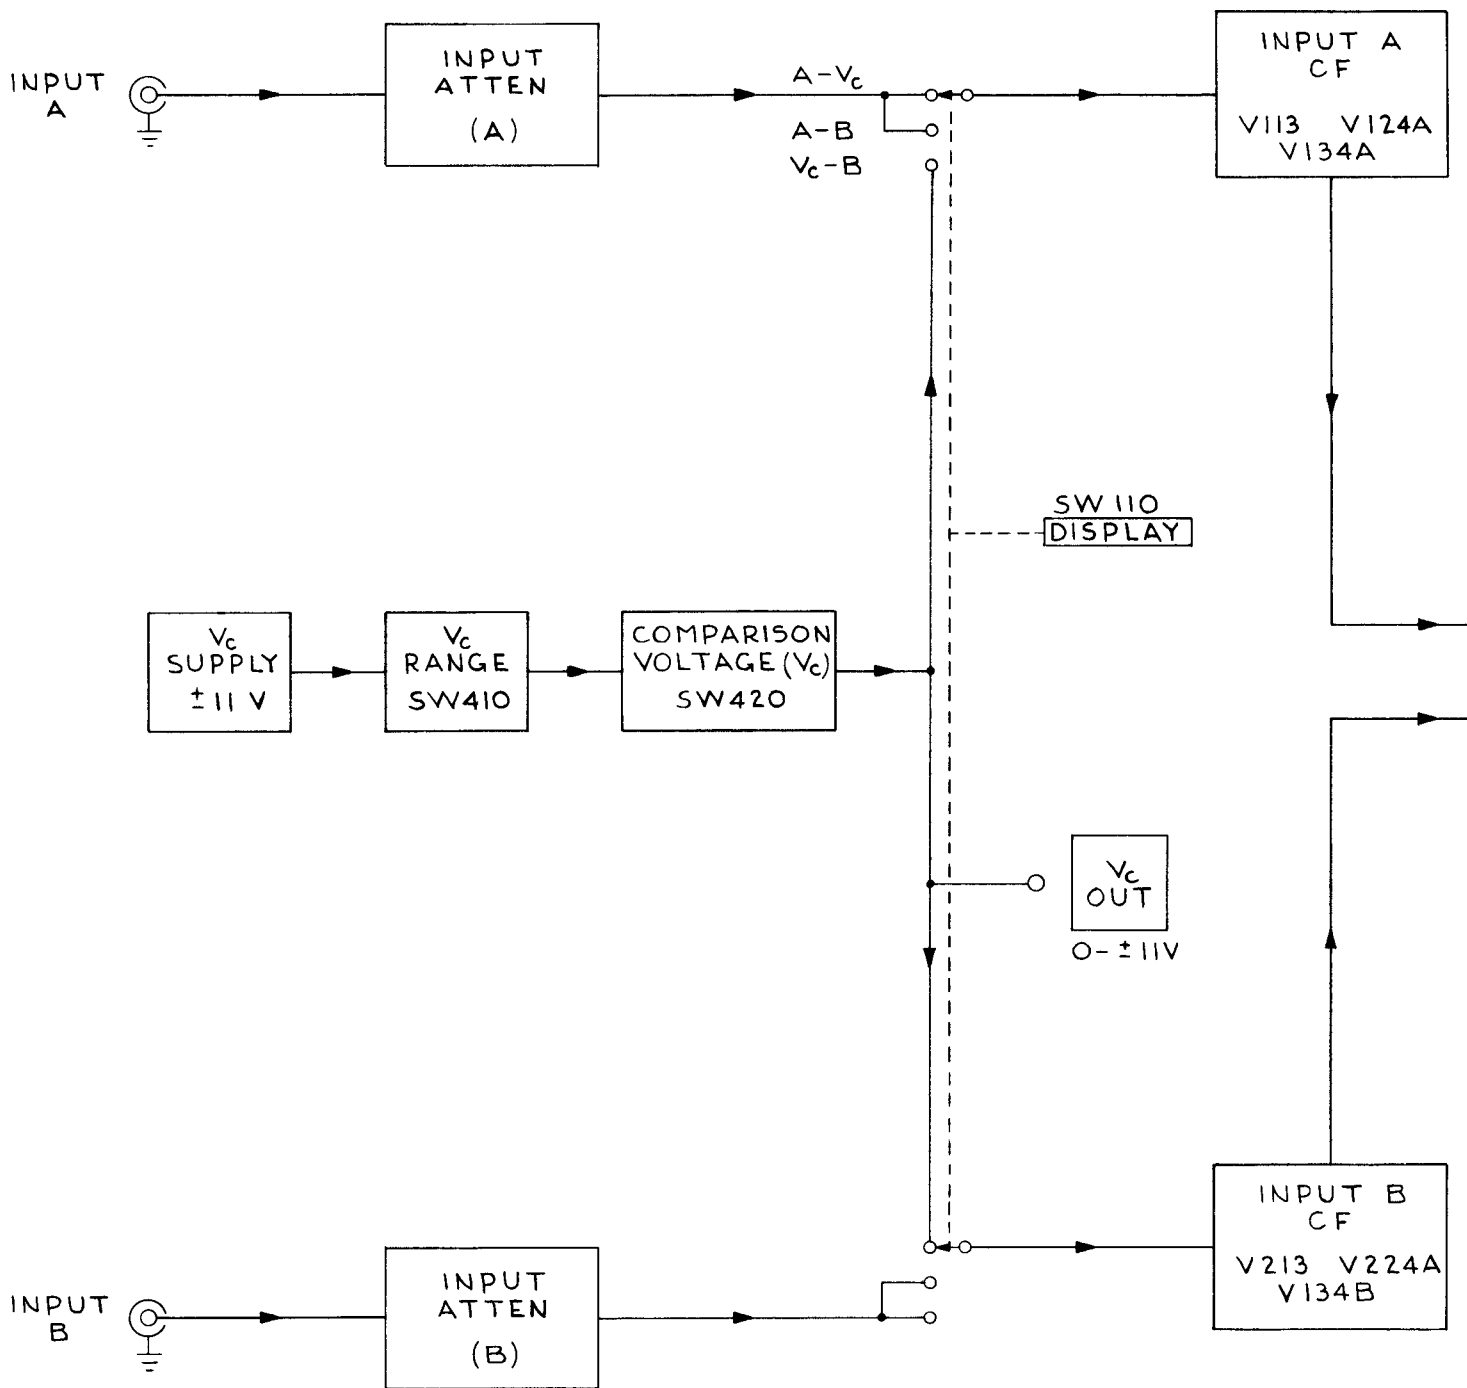 INPUT
A
INPUT
ATTEN
(A)
A-Vc
A-B
Vc-B
INPUT A
CF
V113 V124A
V134A
SW 110
DISPLAY
Vc
SUPPLY
±11 V
Vc
RANGE
SW410
COMPARISON
VOLTAGE (Vc)
SW420
Vc
OUT
0- ±11V
INPUT
B
INPUT
ATTEN
(B)
INPUT B
CF
V213 V224A
V134B